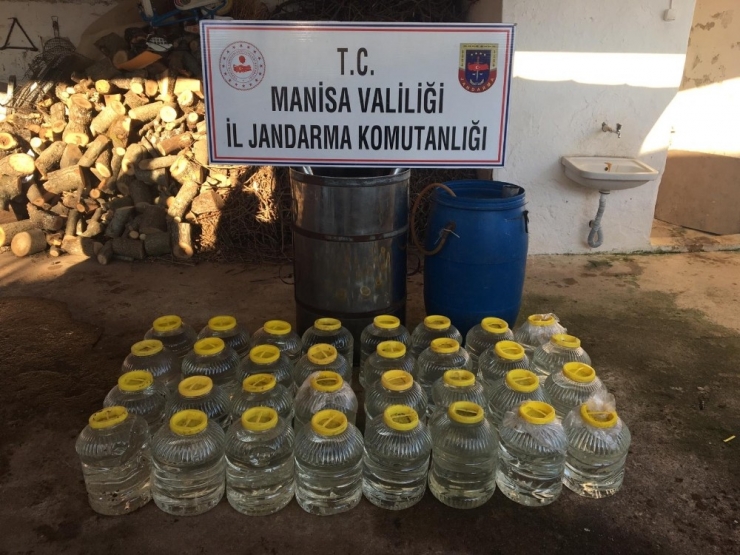 T.C.
MANİSA VALİLİĞİ
İL JANDARMA KOMUTANLIĞI